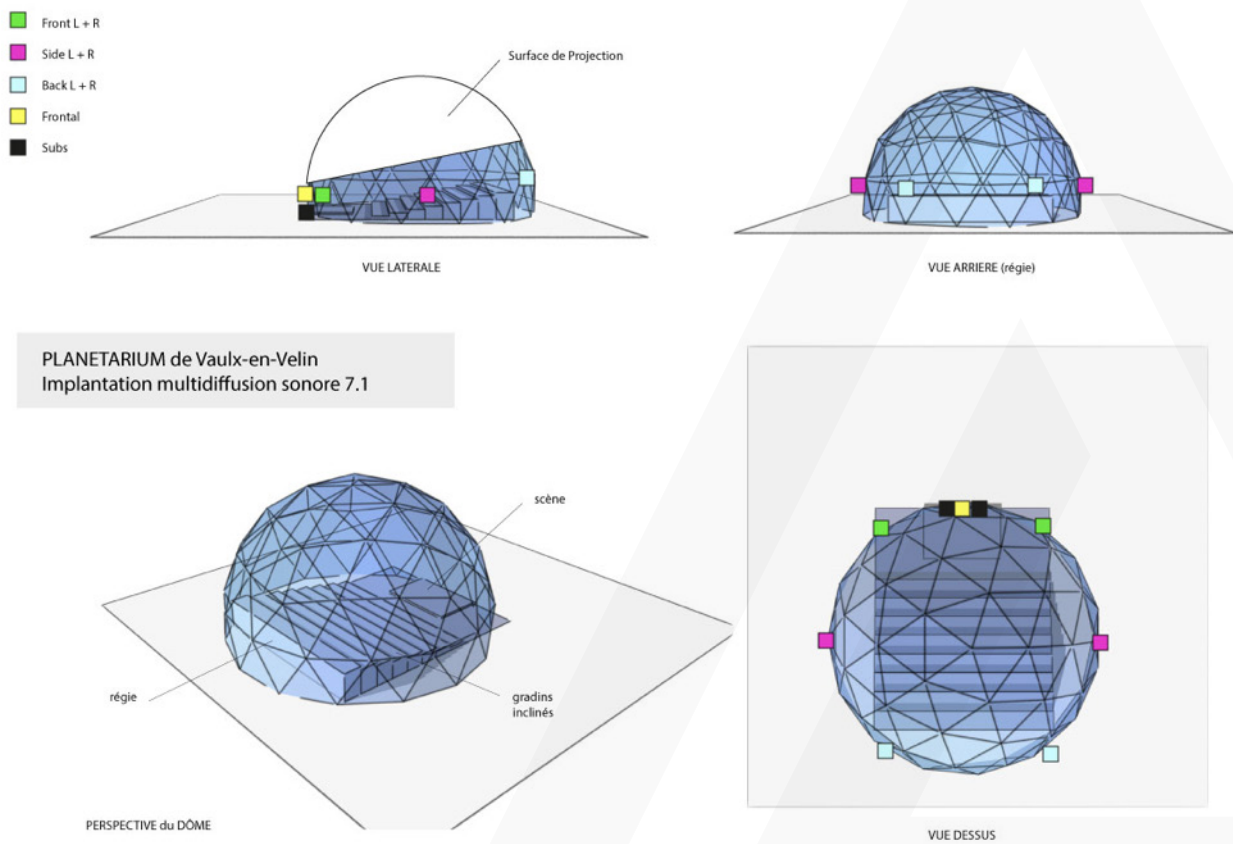 Front L + R
Side L + R
Back L + R
Frontal
Subs
Surface de Projection
VUE LATERALE
VUE ARRIERE (régie)
PLANETARIUM de Vaulx-en-Velin
Implantation multidiffusion sonore 7.1
scène
régie
gradins
inclinés
PERSPECTIVE du DÔME
VUE DESSUS